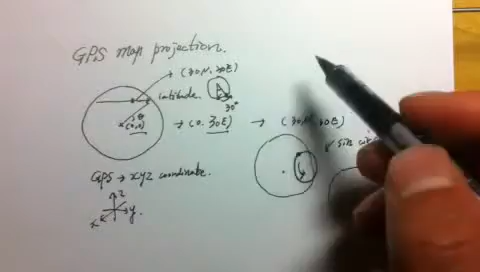 GPS map projection.
(30N, 30E)
latitude.
30°
(0,0)
→ (0, 30E) → (30N, 30E)
GPS → xyz coordinate.
z
x
y.